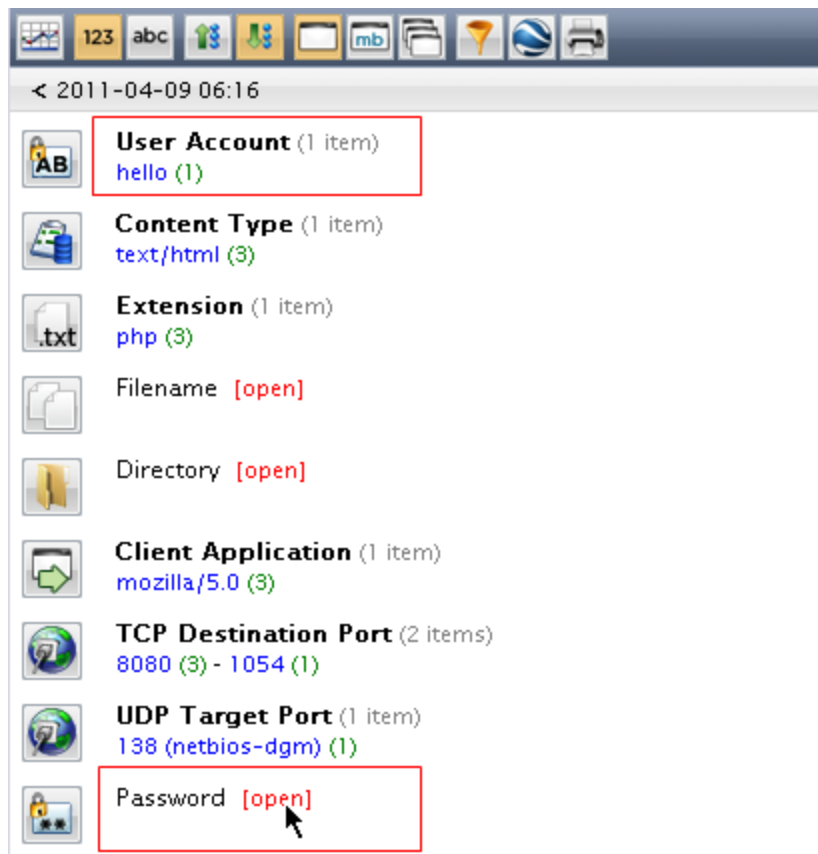 123 abc mb
< 2011-04-09 06:16
AB
User Account (1 item)
hello (1)
Content Type (1 item)
text/html (3)
.txt
Extension (1 item)
php (3)
Filename [open]
Directory [open]
Client Application (1 item)
mozilla/5.0 (3)
TCP Destination Port (2 items)
8080 (3) - 1054 (1)
UDP Target Port (1 item)
138 (netbios-dgm) (1)
**
Password [open]